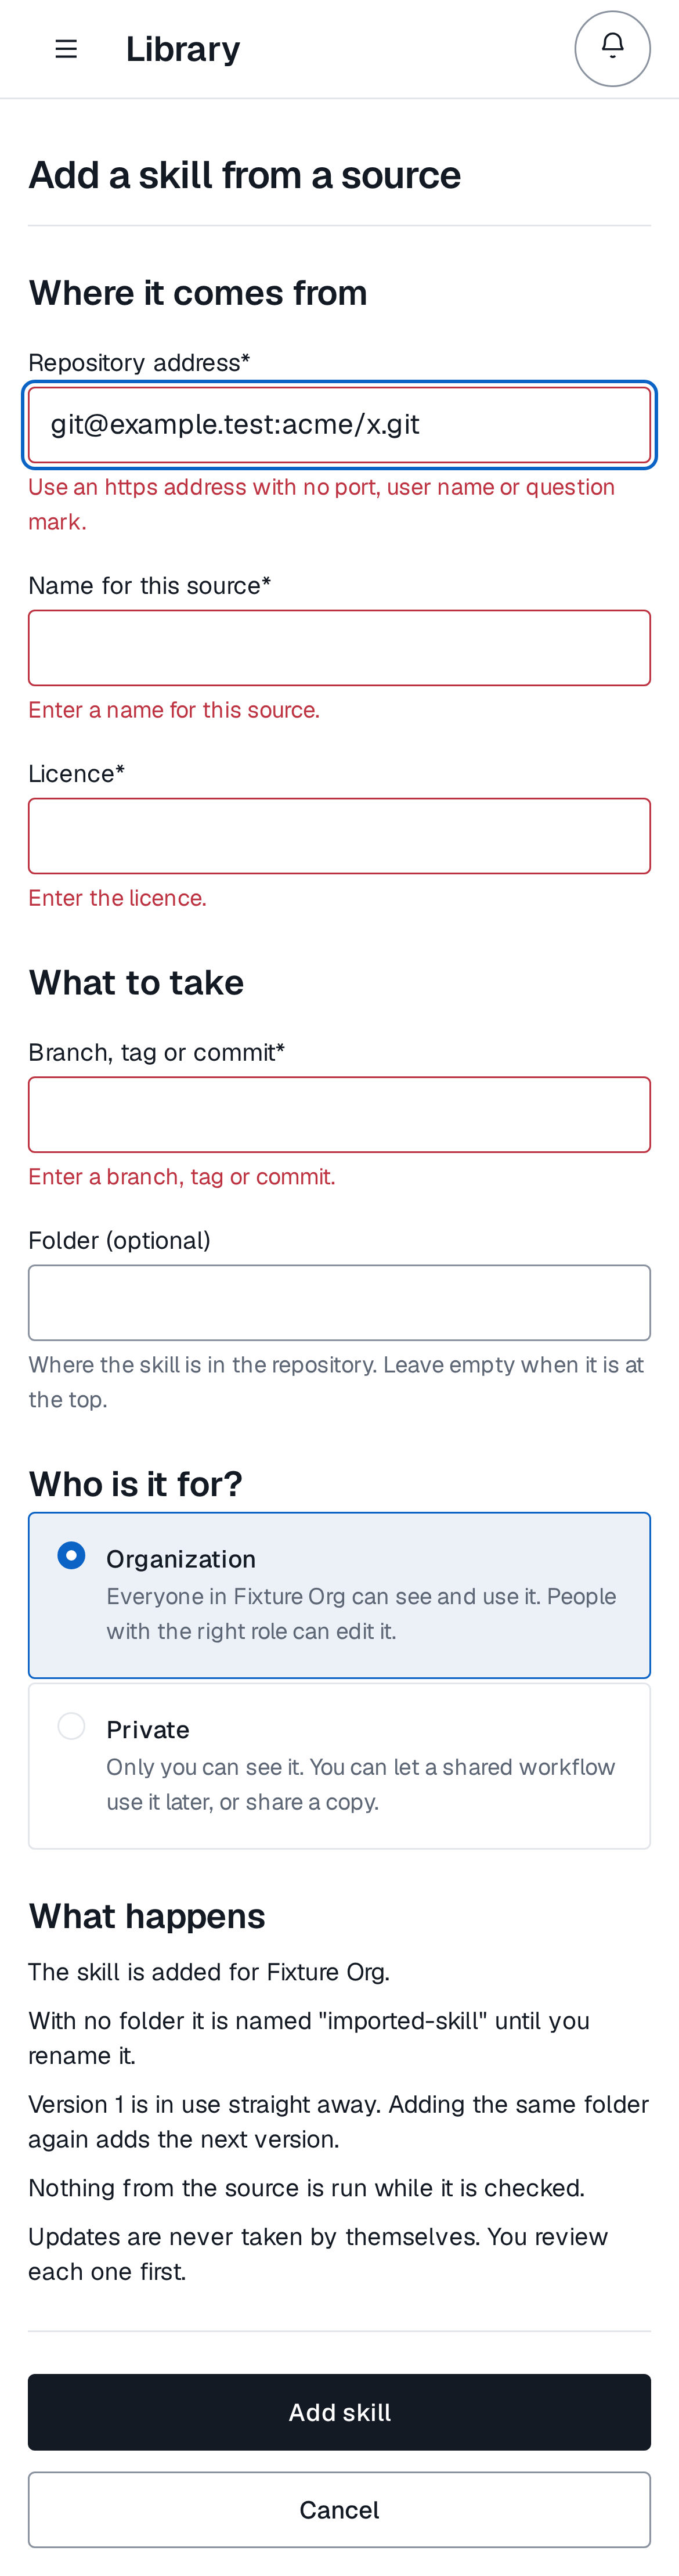 Library
Add a skill from a source
Where it comes from
Repository address*
git@example.test:acme/x.git
Use an https address with no port, user name or question
mark.
Name for this source*
Enter a name for this source.
Licence*
Enter the licence.
What to take
Branch, tag or commit*
Enter a branch, tag or commit.
Folder (optional)
Where the skill is in the repository. Leave empty when it is at
the top.
Who is it for?
Organization
Everyone in Fixture Org can see and use it. People
with the right role can edit it.
Private
Only you can see it. You can let a shared workflow
use it later, or share a copy.
What happens
The skill is added for Fixture Org.
With no folder it is named "imported-skill" until you
rename it.
Version 1 is in use straight away. Adding the same folder
again adds the next version.
Nothing from the source is run while it is checked.
Updates are never taken by themselves. You review
each one first.
Add skill
Cancel